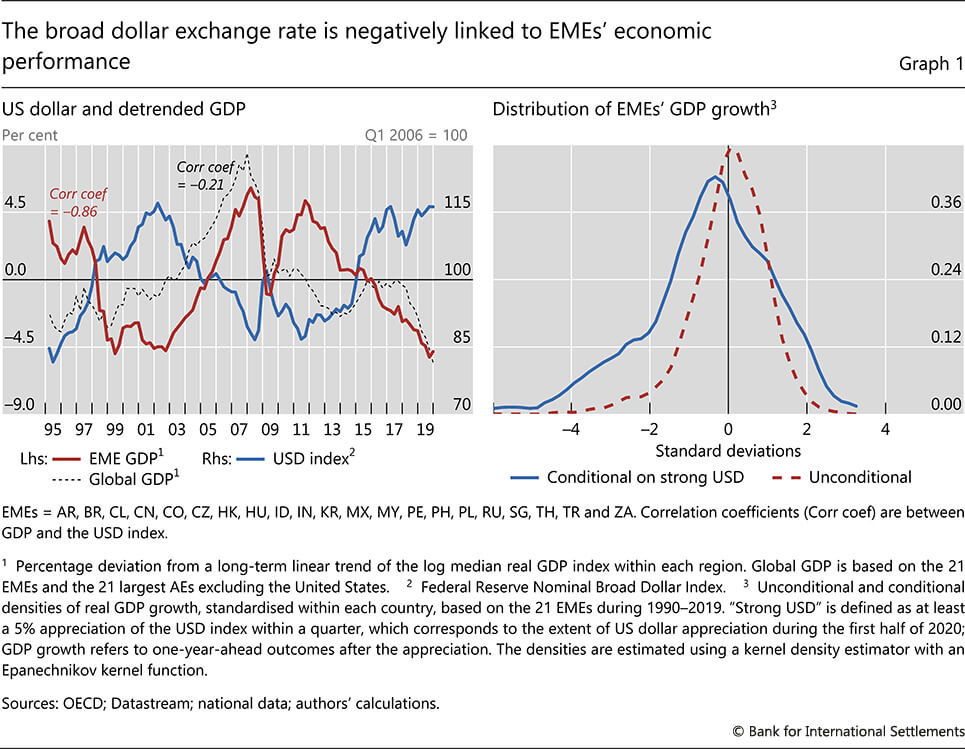 The broad dollar exchange rate is negatively linked to EMEs’ economic
performance
Graph 1
US dollar and detrended GDP
Per cent
Q1 2006 = 100
Corr coef
= –0.86
Corr coef
= –0.21
4.5
0.0
–4.5
–9.0
115
100
85
70
95 97 99 01 03 05 07 09 11 13 15 17 19
Lhs: EME GDP1
Global GDP1
Rhs: USD index2
Distribution of EMEs’ GDP growth3
0.36
0.24
0.12
0.00
–4 –2 0 2 4
Standard deviations
Conditional on strong USD
Unconditional
EMEs = AR, BR, CL, CN, CO, CZ, HK, HU, ID, IN, KR, MX, MY, PE, PH, PL, RU, SG, TH, TR and ZA. Correlation coefficients (Corr coef) are between
GDP and the USD index.
1 Percentage deviation from a long-term linear trend of the log median real GDP index within each region. Global GDP is based on the 21
EMEs and the 21 largest AEs excluding the United States. 2 Federal Reserve Nominal Broad Dollar Index. 3 Unconditional and conditional
densities of real GDP growth, standardised within each country, based on the 21 EMEs during 1990–2019. “Strong USD” is defined as at least
a 5% appreciation of the USD index within a quarter, which corresponds to the extent of US dollar appreciation during the first half of 2020;
GDP growth refers to one-year-ahead outcomes after the appreciation. The densities are estimated using a kernel density estimator with an
Epanechnikov kernel function.
Sources: OECD; Datastream; national data; authors’ calculations.
© Bank for International Settlements